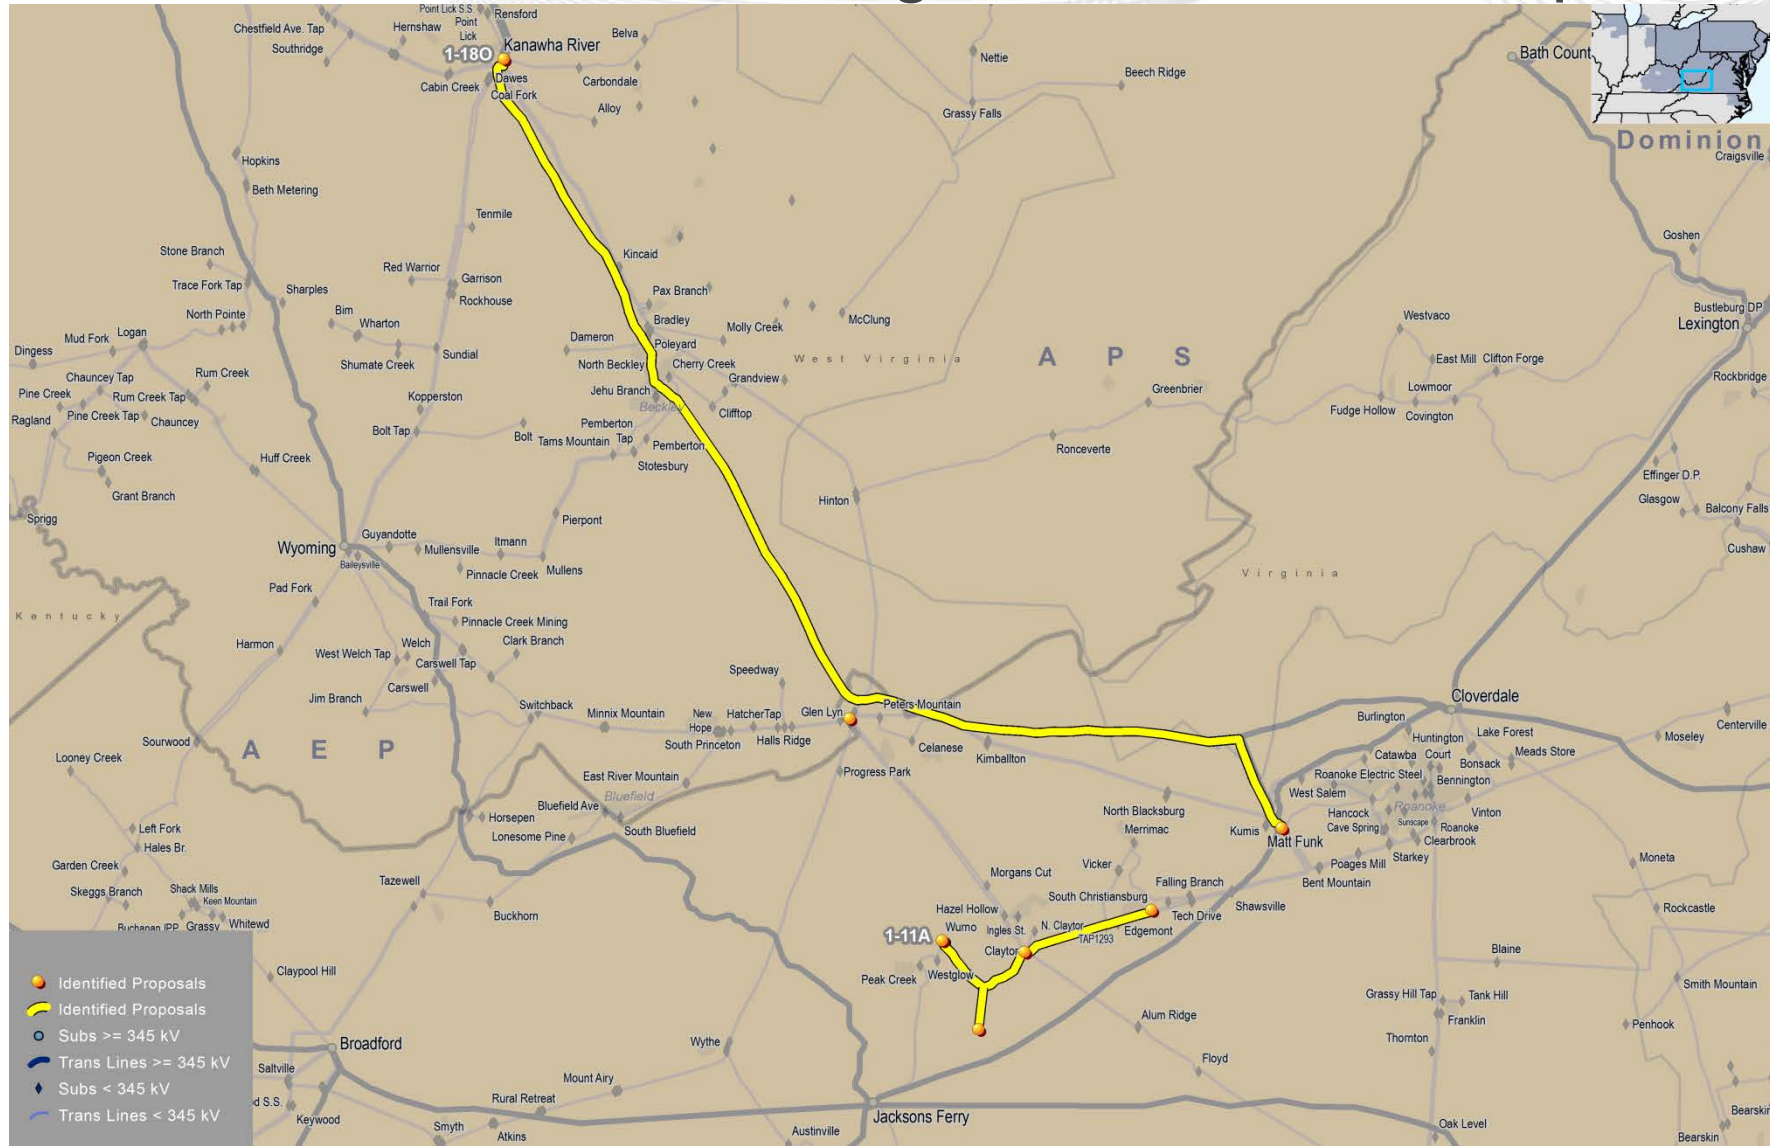 Point Lick S.S.
Rensford
Chestfield Ave. Tap
Hernshaw
Point
Lick
Belva
Southridge
Kanawha River
1-18O
Nettie
Bath Count
Dawes
Carbondale
Cabin Creek
Coal Fork
Beech Ridge
Alloy
Grassy Falls
Dominion
Craigsville
Hopkins
Beth Metering
Tenmile
Goshen
Stone Branch
Kincaid
Red Warrior
Garrison
Trace Fork Tap
Sharples
Rockhouse
Pax Branch
Bustleburg DP
North Pointe
Bim
Wharton
Bradley
Molly Creek
McClung
Westvaco
Lexington
Mud Fork
Logan
Dameron
Poleyard
Dingess
Shumate Creek
Sundial
North Beckley
Cherry Creek
West Virginia
A P S
East Mill
Clifton Forge
Chauncey Tap
Rum Creek
Grandview
Lowmoor
Rockbridge
Pine Creek
Rum Creek Tap
Jehu Branch
Greenbrier
Kopperston
Beckley
Clifftop
Fudge Hollow
Covington
Ragland
Pine Creek Tap
Chauncey
Pemberton
Tap
Bolt Tap
Bolt
Tams Mountain
Pemberton
Ronceverte
Stotesbury
Pigeon Creek
Huff Creek
Effinger D.P.
Grant Branch
Hinton
Glasgow
Balcony Falls
Sprigg
Pierpont
Guyandotte
Wyoming
Mullensville
Itmann
Cushaw
Baileysville
Pinnacle Creek
Mullens
Virginia
Pad Fork
Kentucky
Trail Fork
Pinnacle Creek Mining
Harmon
Welch
Clark Branch
West Welch Tap
Carswell Tap
Speedway
Carswell
Jim Branch
Cloverdale
Switchback
Minnix Mountain
New
Hope
HatcherTap
Glen Lyn
Peters Mountain
Burlington
Centerville
Sourwood
A E P
South Princeton
Halls Ridge
Celanese
Kimballton
Huntington
Lake Forest
Moseley
Looney Creek
Catawba
Court
Meads Store
Bonsack
East River Mountain
Progress Park
Roanoke Electric Steel
Bennington
Bluefield
West Salem
Bluefield Ave
North Blacksburg
Hancock
Roanoke
Vinton
Left Fork
Horsepen
Merrimac
Kumis
Cave Spring
Sunscape
Roanoke
Lonesome Pine
South Bluefield
Matt Funk
Clearbrook
Hales Br.
Starkey
Garden Creek
Poages Mill
Moneta
Vicker
Bent Mountain
Tazewell
Morgans Cut
Falling Branch
Skeggs Branch
Shack Mills
South Christiansburg
Keen Mountain
Buckhorn
Hazel Hollow
Tech Drive
Shawsville
Rockcastle
Buchanan IPP
Grassy
Whitewd
1-11A
Wurno
Ingles St.
N. Claytor
Edgemont
TAP1293
Claytor
Blaine
Claypool Hill
Peak Creek
Westglow
Smith Mountain
Grassy Hill Tap
Tank Hill
Franklin
Alum Ridge
Penhook
Broadford
Wythe
Thornton
Floyd
Saltville
Mount Airy
d S.S.
Rural Retreat
Keywood
Jacksons Ferry
Bearskin
Smyth
Atkins
Austinville
Oak Level
Bearskin
Identified Proposals
Identified Proposals
Subs >= 345 kV
Trans Lines >= 345 kV
Subs < 345 kV
Trans Lines < 345 kV